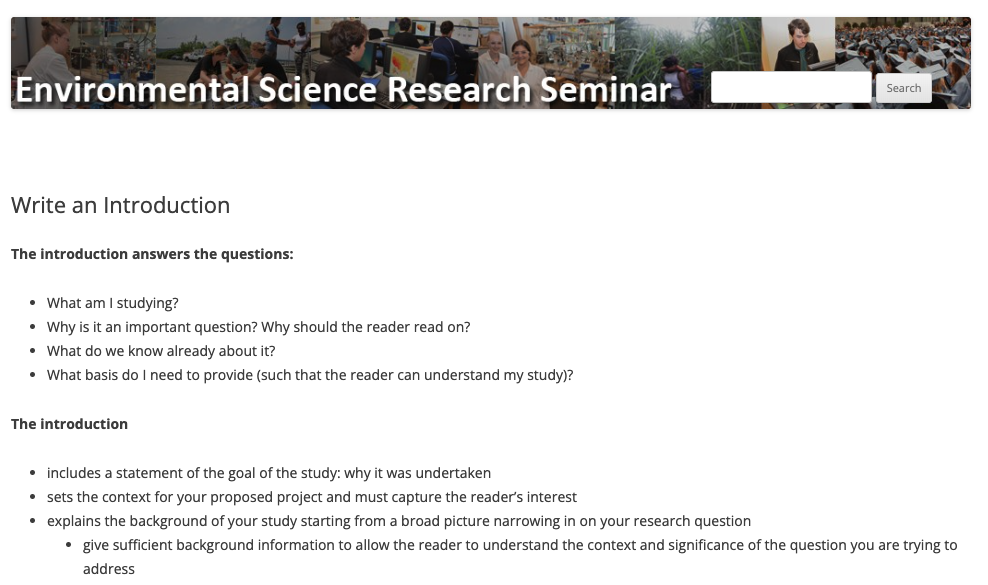 Environmental Science Research Seminar
Search
Write an Introduction
The introduction answers the questions:
• What am I studying?
• Why is it an important question? Why should the reader read on?
• What do we know already about it?
• What basis do I need to provide (such that the reader can understand my study)?
The introduction
• includes a statement of the goal of the study: why it was undertaken
• sets the context for your proposed project and must capture the reader’s interest
• explains the background of your study starting from a broad picture narrowing in on your research question
• give sufficient background information to allow the reader to understand the context and significance of the question you are trying to
address